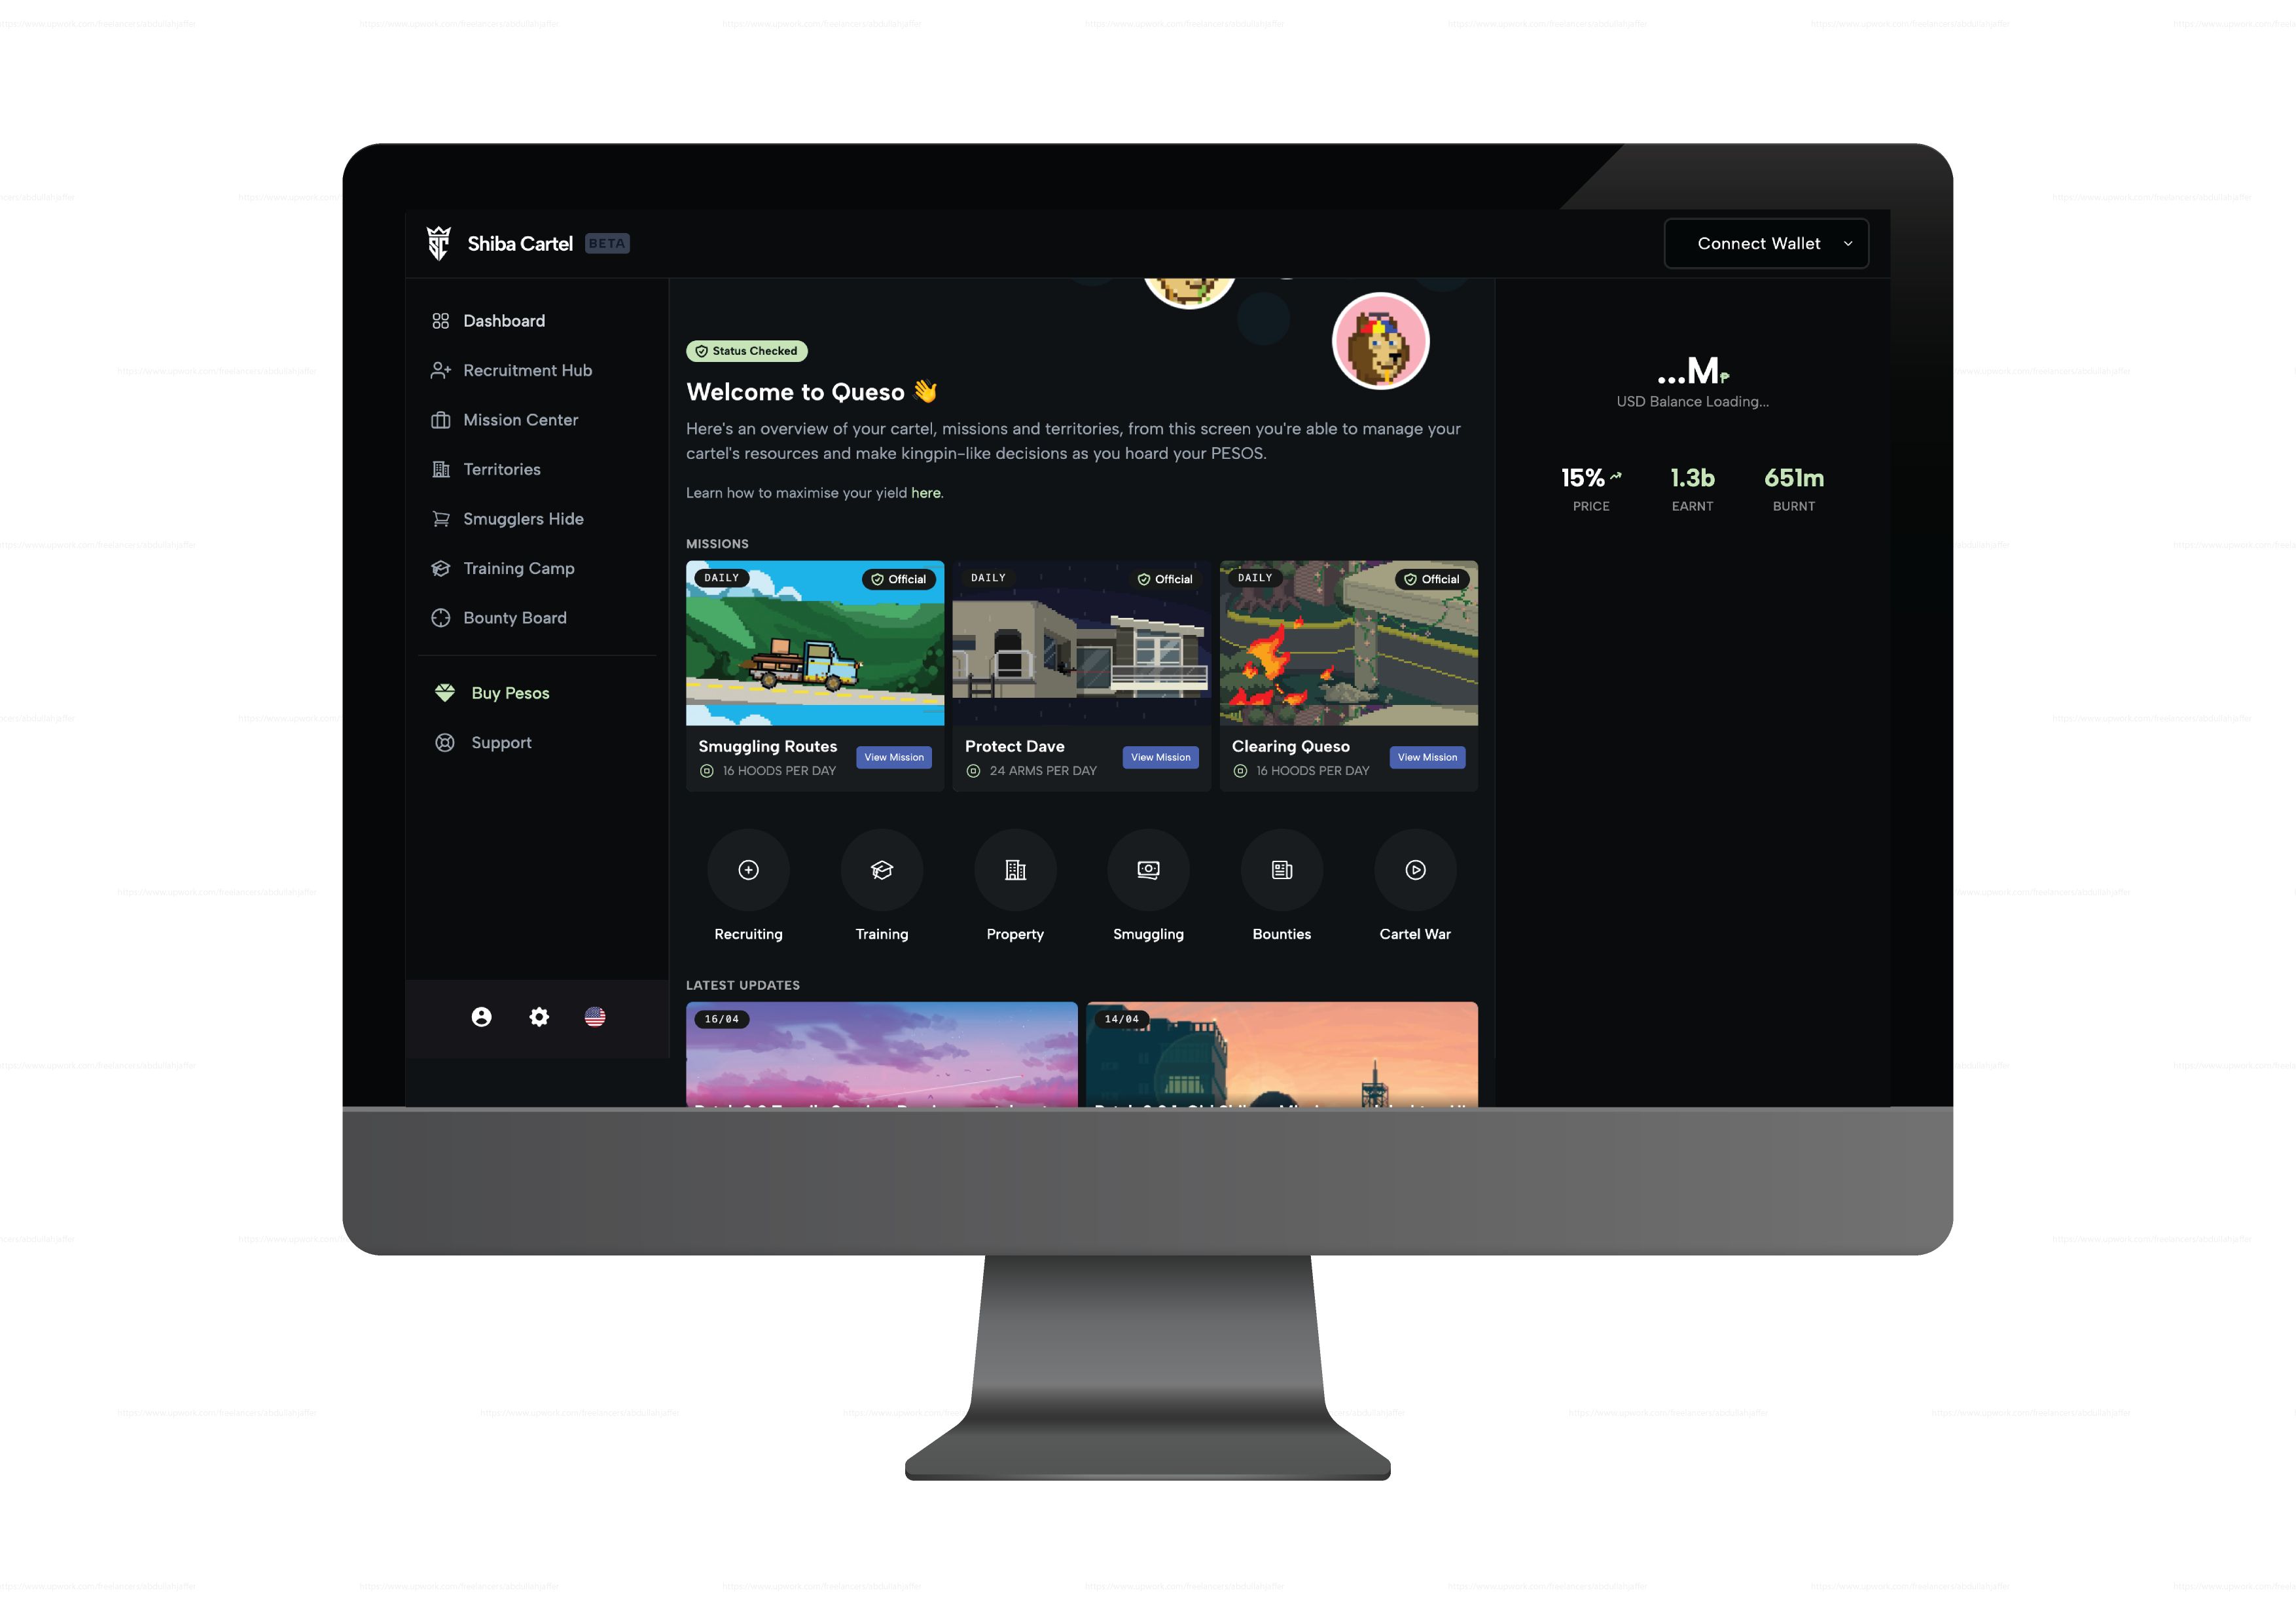 Shiba Cartel BETA
Connect Wallet
Dashboard
Recruitment Hub
Mission Center
Territories
Smugglers Hide
Training Camp
Bounty Board
Buy Pesos
Support
Status Checked
Welcome to Queso 👋
Here's an overview of your cartel, missions and territories, from this screen you're able to manage your
cartel's resources and make kingpin-like decisions as you hoard your PESOS.
Learn how to maximise your yield here.
MISSIONS
DAILY Official
Smuggling Routes
16 HOODS PER DAY
View Mission
DAILY Official
Protect Dave
24 ARMS PER DAY
View Mission
DAILY Official
Clearing Queso
16 HOODS PER DAY
View Mission
Recruiting
Training
Property
Smuggling
Bounties
Cartel War
LATEST UPDATES
16/04
14/04
...M
USD Balance Loading...
15% 1.3b 651m
PRICE EARNT BURNT
https://www.upwork.com/freelancers/abdullahjaffer